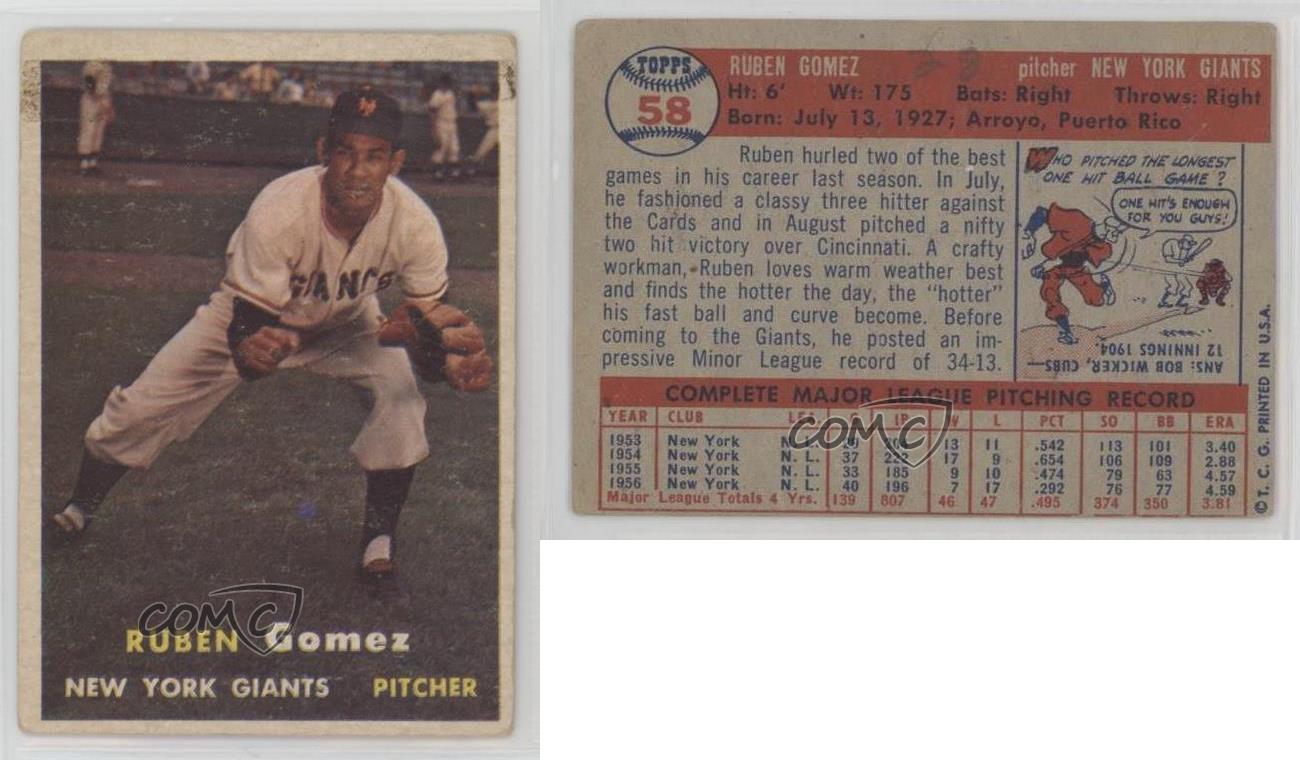 GIANTS
COMC
RUBEN Gomez
NEW YORK GIANTS PITCHER
TOPPS
58
RUBEN GOMEZ pitcher NEW YORK GIANTS
Ht: 6' Wt: 175 Bats: Right Throws: Right
Born: July 13, 1927; Arroyo, Puerto Rico
Ruben hurled two of the best
games in his career last season. In July,
he fashioned a classy three hitter against
the Cards and in August pitched a nifty
two hit victory over Cincinnati. A crafty
workman, Ruben loves warm weather best
and finds the hotter the day, the "hotter"
his fast ball and curve become. Before
coming to the Giants, he posted an im-
pressive Minor League record of 34-13.
WHO PITCHED THE LONGEST
ONE HIT BALL GAME?
ONE HIT'S ENOUGH
FOR YOU GUYS!
ANS: BOB WICKER, CUBS—
12 INNINGS 1904
COMPLETE MAJOR LEAGUE PITCHING RECORD
YEAR CLUB LEA. G IP W L PCT SO BB ERA
1953 New York N. L. 29 204 13 11 .542 113 101 3.40
1954 New York N. L. 37 222 17 9 .654 106 109 2.88
1955 New York N. L. 33 185 9 10 .474 79 63 4.57
1956 New York N. L. 40 196 7 17 .292 76 77 4.59
Major League Totals 4 Yrs. 139 807 46 47 .495 374 350 3.81
COMC
© T. C. G. PRINTED IN U.S.A.